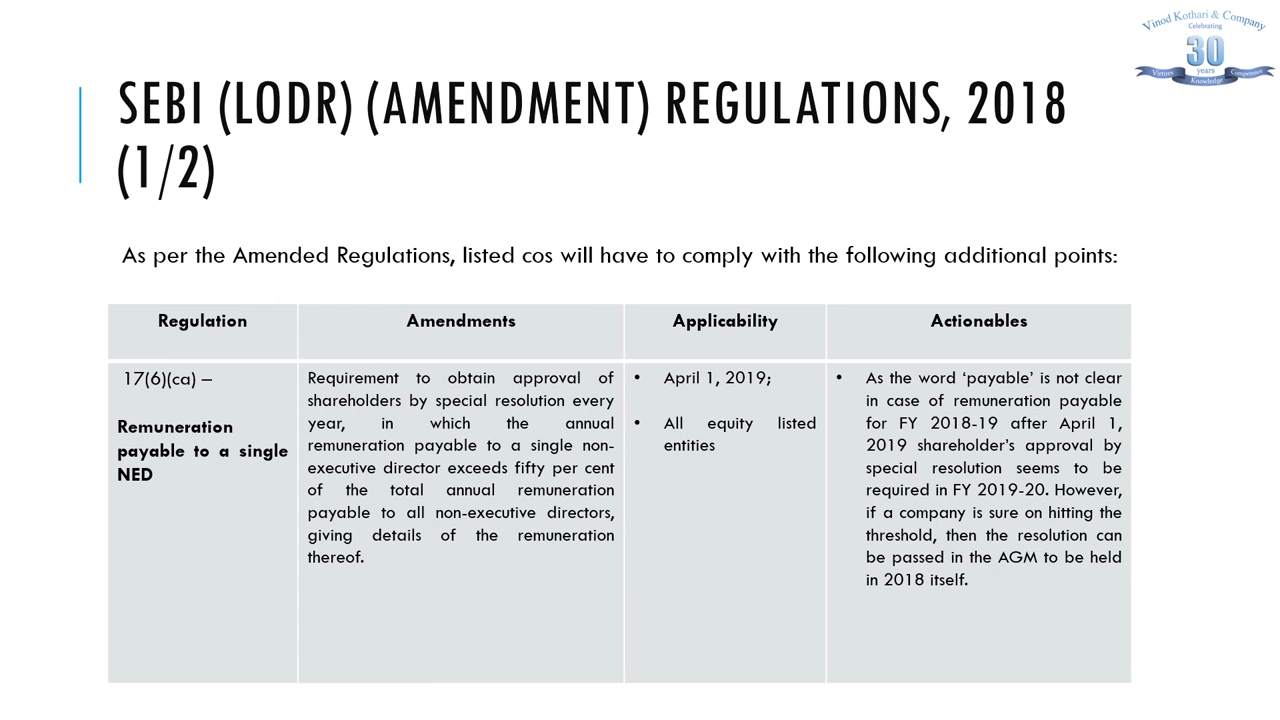 Vinod Kothari & Company
Celebrating
30
years
Virtues
Knowledge
Competence
SEBI (LODR) (AMENDMENT) REGULATIONS, 2018
(1/2)
As per the Amended Regulations, listed cos will have to comply with the following additional points:
Regulation
Amendments
Applicability
Actionables
17(6)(ca) –
Remuneration
payable to a single
NED
Requirement to obtain approval of
shareholders by special resolution every
year, in which the annual
remuneration payable to a single non-
executive director exceeds fifty per cent
of the total annual remuneration
payable to all non-executive directors,
giving details of the remuneration
thereof.
• April 1, 2019;
• All equity listed
entities
• As the word ‘payable’ is not clear
in case of remuneration payable
for FY 2018-19 after April 1,
2019 shareholder’s approval by
special resolution seems to be
required in FY 2019-20. However,
if a company is sure on hitting the
threshold, then the resolution can
be passed in the AGM to be held
in 2018 itself.